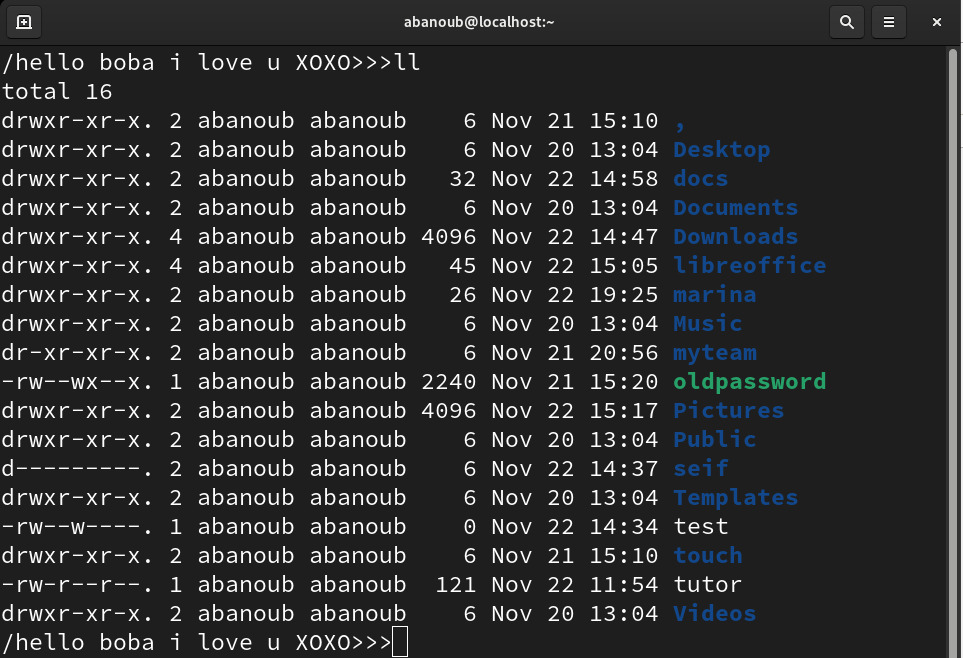 abanoub@localhost:~
/hello boba i love u XOXO>>>ll
total 16
drwxr-xr-x. 2 abanoub abanoub    6 Nov 21 15:10 ,
drwxr-xr-x. 2 abanoub abanoub    6 Nov 20 13:04 Desktop
drwxr-xr-x. 2 abanoub abanoub   32 Nov 22 14:58 docs
drwxr-xr-x. 2 abanoub abanoub    6 Nov 20 13:04 Documents
drwxr-xr-x. 4 abanoub abanoub 4096 Nov 22 14:47 Downloads
drwxr-xr-x. 4 abanoub abanoub   45 Nov 22 15:05 libreoffice
drwxr-xr-x. 2 abanoub abanoub   26 Nov 22 19:25 marina
drwxr-xr-x. 2 abanoub abanoub    6 Nov 20 13:04 Music
dr-xr-xr-x. 2 abanoub abanoub    6 Nov 21 20:56 myteam
-rw--wx--x. 1 abanoub abanoub 2240 Nov 21 15:20 oldpassword
drwxr-xr-x. 2 abanoub abanoub 4096 Nov 22 15:17 Pictures
drwxr-xr-x. 2 abanoub abanoub    6 Nov 20 13:04 Public
d---------. 2 abanoub abanoub    6 Nov 22 14:37 seif
drwxr-xr-x. 2 abanoub abanoub    6 Nov 20 13:04 Templates
-rw--w----. 1 abanoub abanoub    0 Nov 22 14:34 test
drwxr-xr-x. 2 abanoub abanoub    6 Nov 21 15:10 touch
-rw-r--r--. 1 abanoub abanoub  121 Nov 22 11:54 tutor
drwxr-xr-x. 2 abanoub abanoub    6 Nov 20 13:04 Videos
/hello boba i love u XOXO>>>